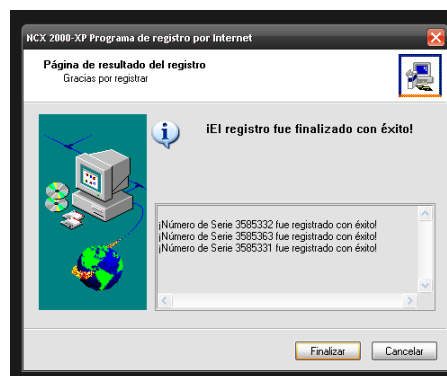 NCX 2000-XP Programa de registro por Internet
Página de resultado del registro
Gracias por registrar
¡El registro fue finalizado con éxito!
¡Número de Serie 3585332 fue registrado con éxito!
¡Número de Serie 3585363 fue registrado con éxito!
¡Número de Serie 3585331 fue registrado con éxito!
Finalizar
Cancelar